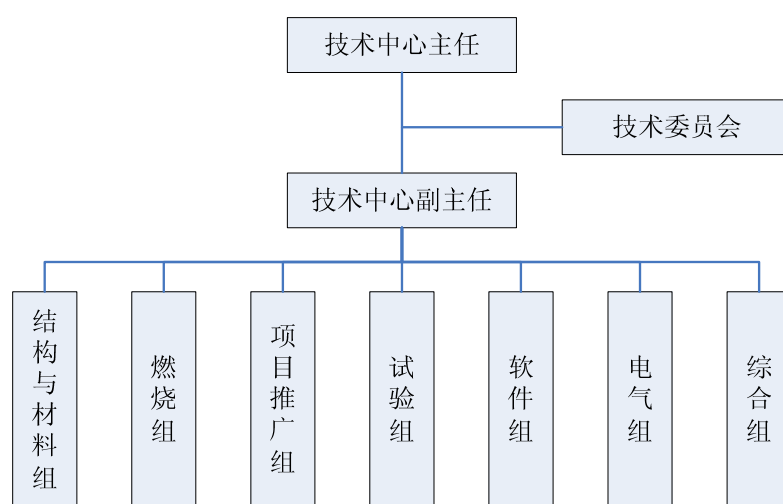 技术中心主任
技术委员会
技术中心副主任
结构与材料组
燃烧组
项目推广组
试验组
软件组
电气组
综合组